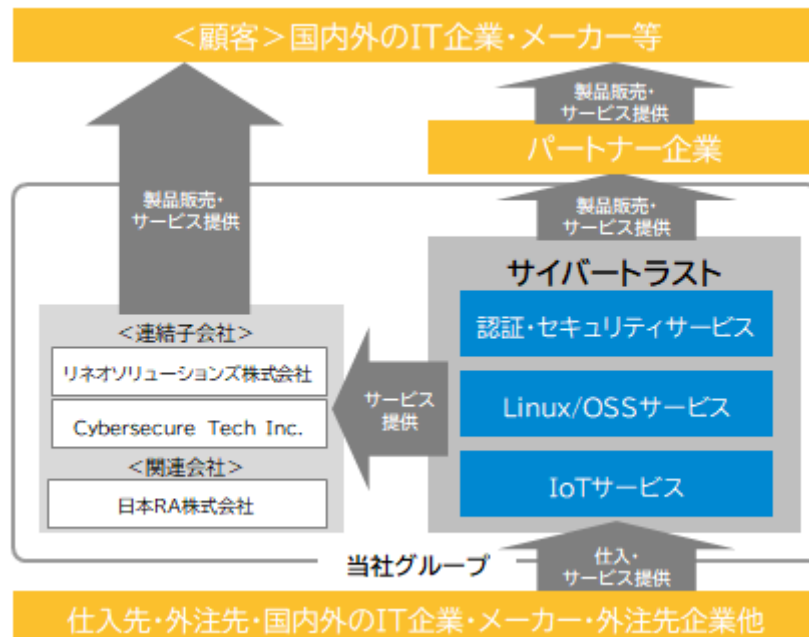 ＜顧客＞国内外のIT企業・メーカー等
製品販売・
サービス提供
パートナー企業
製品販売・
サービス提供
製品販売・
サービス提供
サイバートラスト
認証・セキュリティサービス
Linux/OSSサービス
IoTサービス
＜連結子会社＞
リネオソリューションズ株式会社
Cybersecure Tech Inc.
＜関連会社＞
日本RA株式会社
サービス
提供
当社グループ
仕入・
サービス提供
仕入先・外注先・国内外のIT企業・メーカー・外注先企業他